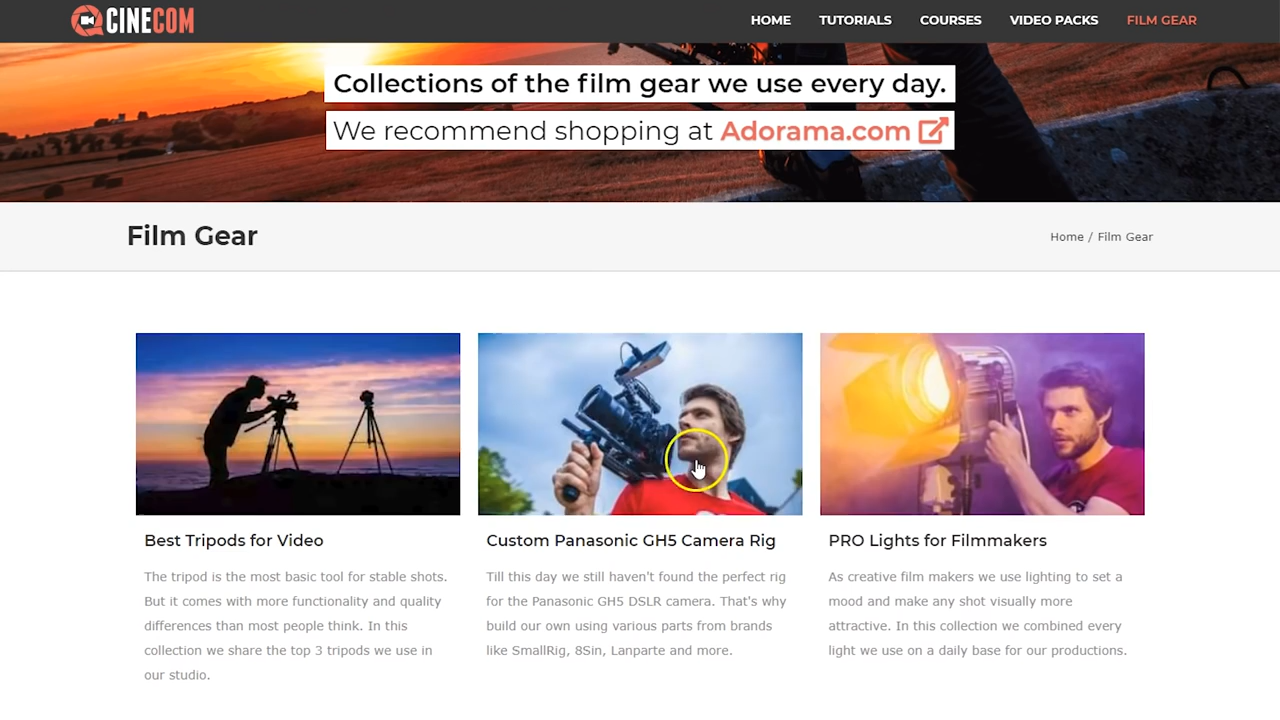 CINECOM
HOME TUTORIALS COURSES VIDEO PACKS FILM GEAR
Collections of the film gear we use every day.
We recommend shopping at Adorama.com
Film Gear
Home / Film Gear
Best Tripods for Video
The tripod is the most basic tool for stable shots.
But it comes with more functionality and quality
differences than most people think. In this
collection we share the top 3 tripods we use in
our studio.
Custom Panasonic GH5 Camera Rig
Till this day we still haven't found the perfect rig
for the Panasonic GH5 DSLR camera. That's why
build our own using various parts from brands
like SmallRig, 8Sin, Lanparte and more.
PRO Lights for Filmmakers
As creative film makers we use lighting to set a
mood and make any shot visually more
attractive. In this collection we combined every
light we use on a daily base for our productions.